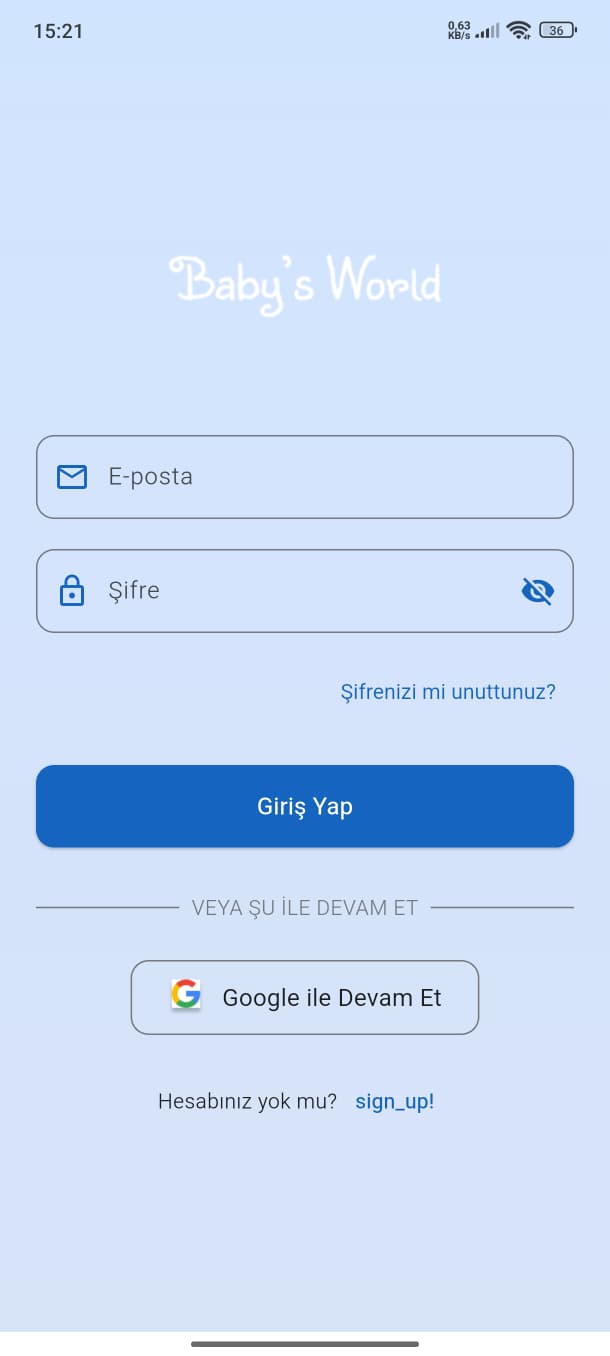 15:21
0,63
KB/s
36
Baby's World
E-posta
Şifre
Şifrenizi mi unuttunuz?
Giriş Yap
VEYA ŞU İLE DEVAM ET
Google ile Devam Et
Hesabınız yok mu? sign_up!